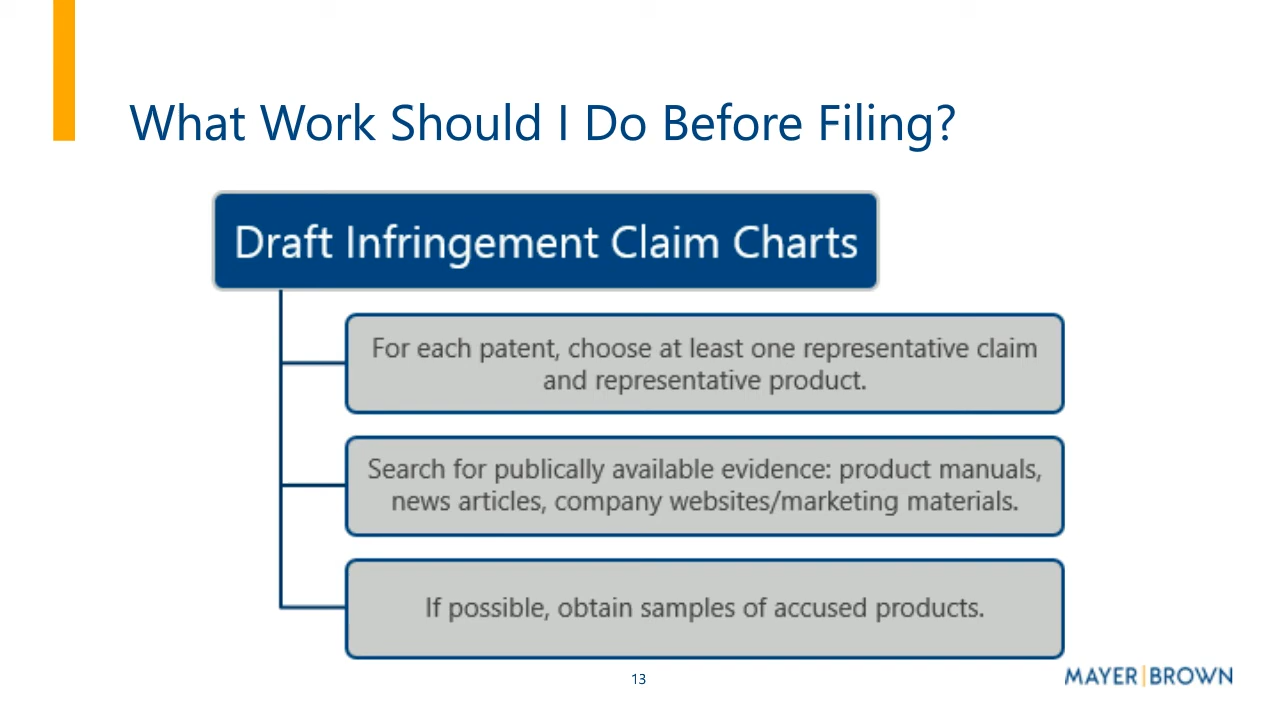 What Work Should I Do Before Filing?
Draft Infringement Claim Charts
For each patent, choose at least one representative claim
and representative product.
Search for publically available evidence: product manuals,
news articles, company websites/marketing materials.
If possible, obtain samples of accused products.
13
MAYER|BROWN